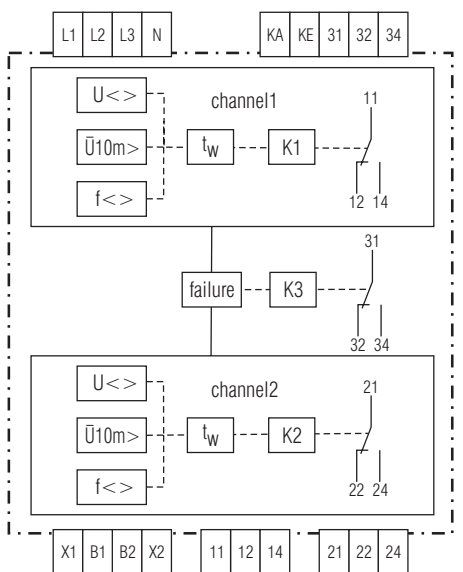 L1 L2 L3 N KA KE 31 32 34
U<>
channel1
11
Ū10m>
tw
K1
f<>
12 14
31
failure
K3
32 34
U<>
channel2
21
Ū10m>
tw
K2
f<>
22 24
X1 B1 B2 X2 11 12 14 21 22 24